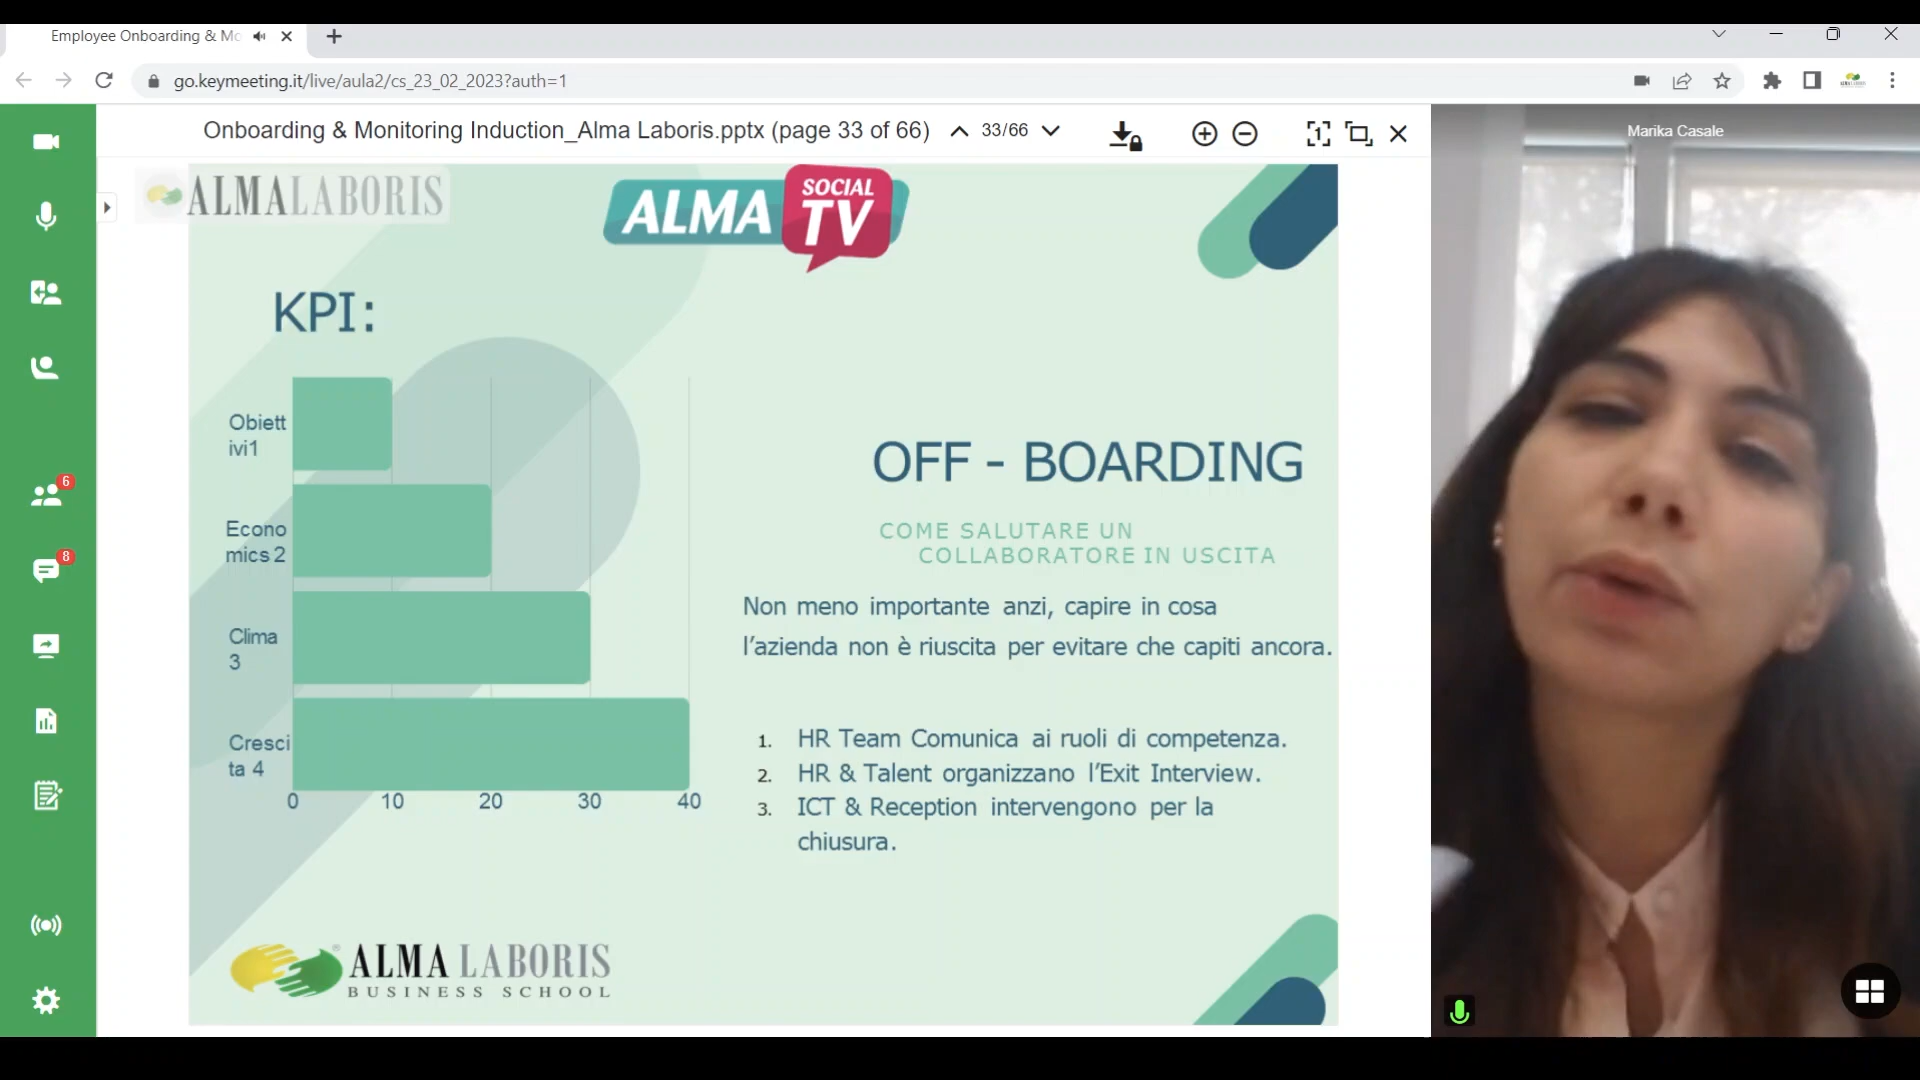 Employee Onboarding & Mo
go.keymeeting.it/live/aula2/cs_23_02_2023?auth=1
Onboarding & Monitoring Induction_Alma Laboris.pptx (page 33 of 66)
33/66
1
Marika Casale
ALMALABORIS
ALMA
SOCIAL
TV
KPI:
Obiett
ivi1
Econo
mics 2
Clima
3
Cresci
ta 4
0 10 20 30 40
OFF - BOARDING
COME SALUTARE UN
COLLABORATORE IN USCITA
Non meno importante anzi, capire in cosa
l'azienda non è riuscita per evitare che capiti ancora.
1. HR Team Comunica ai ruoli di competenza.
2. HR & Talent organizzano l'Exit Interview.
3. ICT & Reception intervengono per la
chiusura.
ALMA LABORIS
BUSINESS SCHOOL
6
8